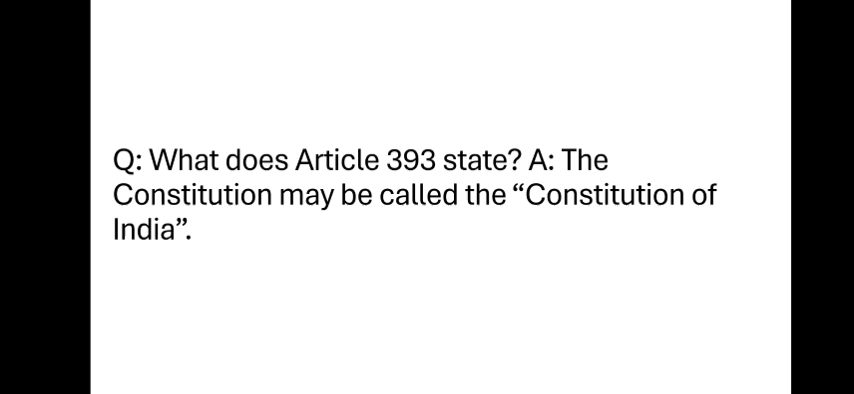 Q: What does Article 393 state? A: The
Constitution may be called the “Constitution of
India”.